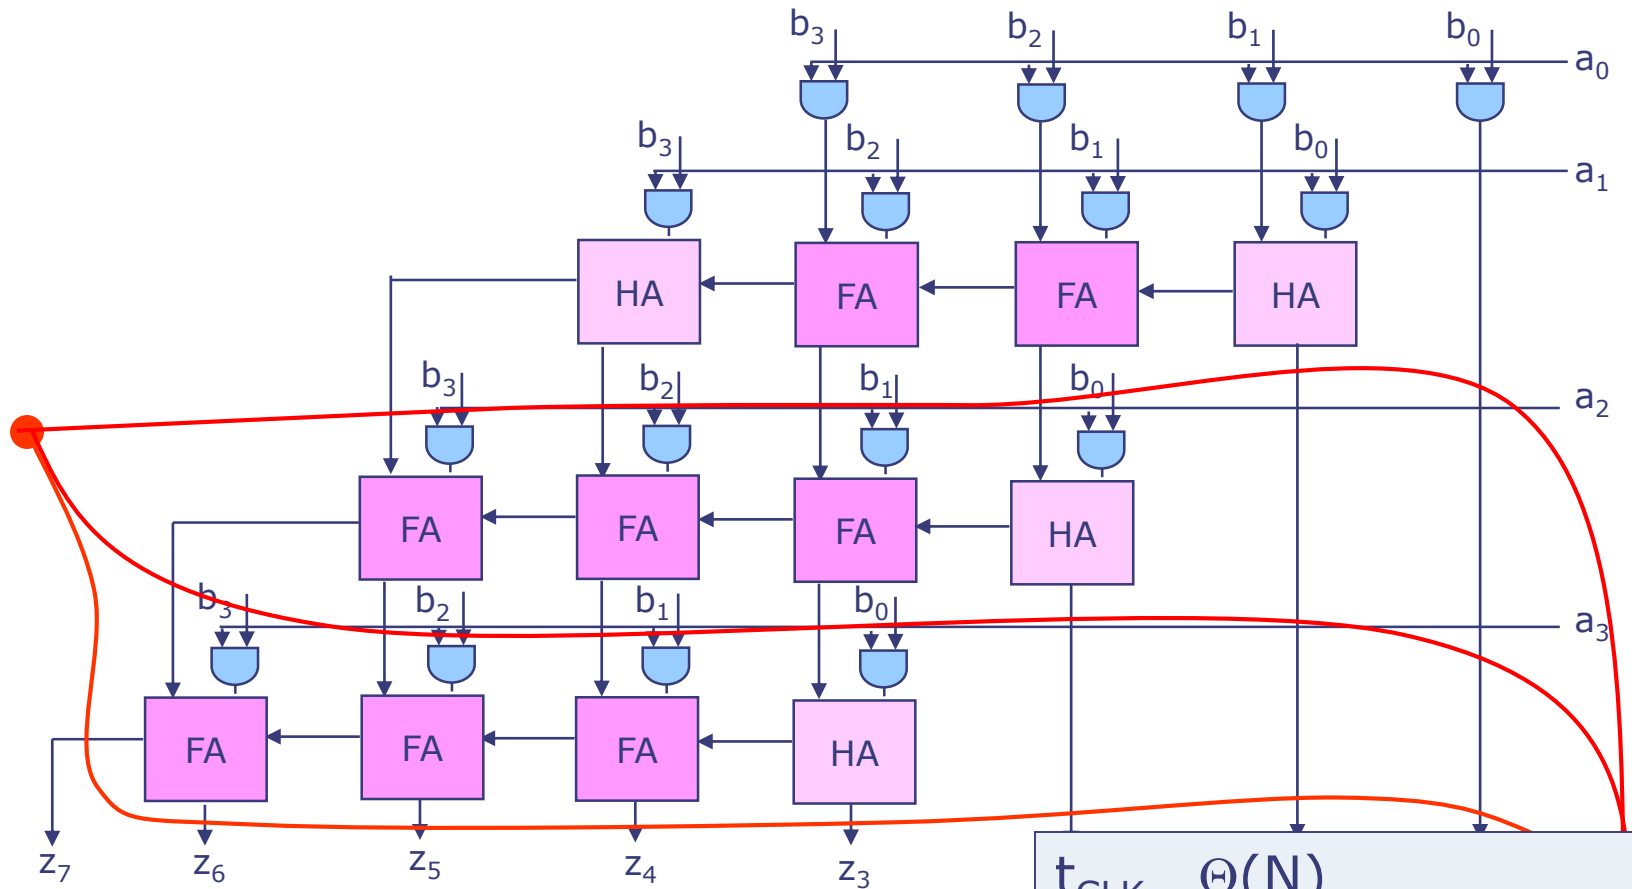 b₃ b₂ b₁ b₀
a₀
b₃ b₂ b₁ b₀
a₁
HA FA FA HA
b₃ b₂ b₁ b₀
a₂
FA FA FA HA
b₃ b₂ b₁ b₀
a₃
FA FA FA HA
z₇ z₆ z₅ z₄ z₃
t_CLK Θ(N)